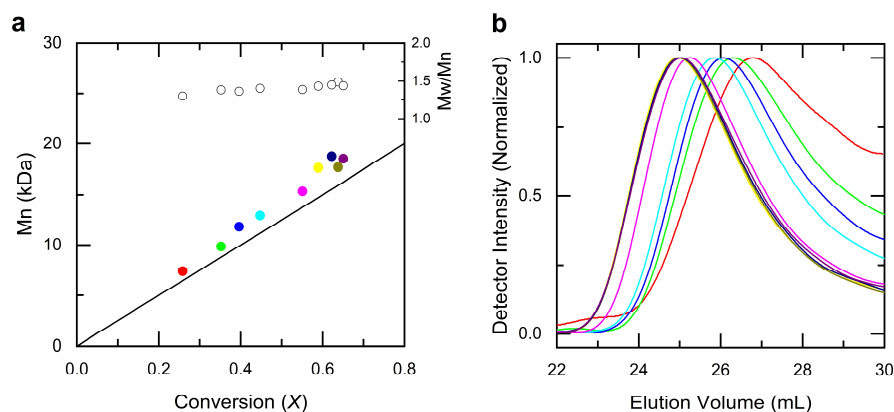 a
30
20
10
0
Mn (kDa)
0.0
0.2
0.4
0.6
0.8
Conversion (X)
2.0
1.5
1.0
Mw/Mn
b
1.0
0.5
0.0
Detector Intensity (Normalized)
22
24
26
28
30
Elution Volume (mL)